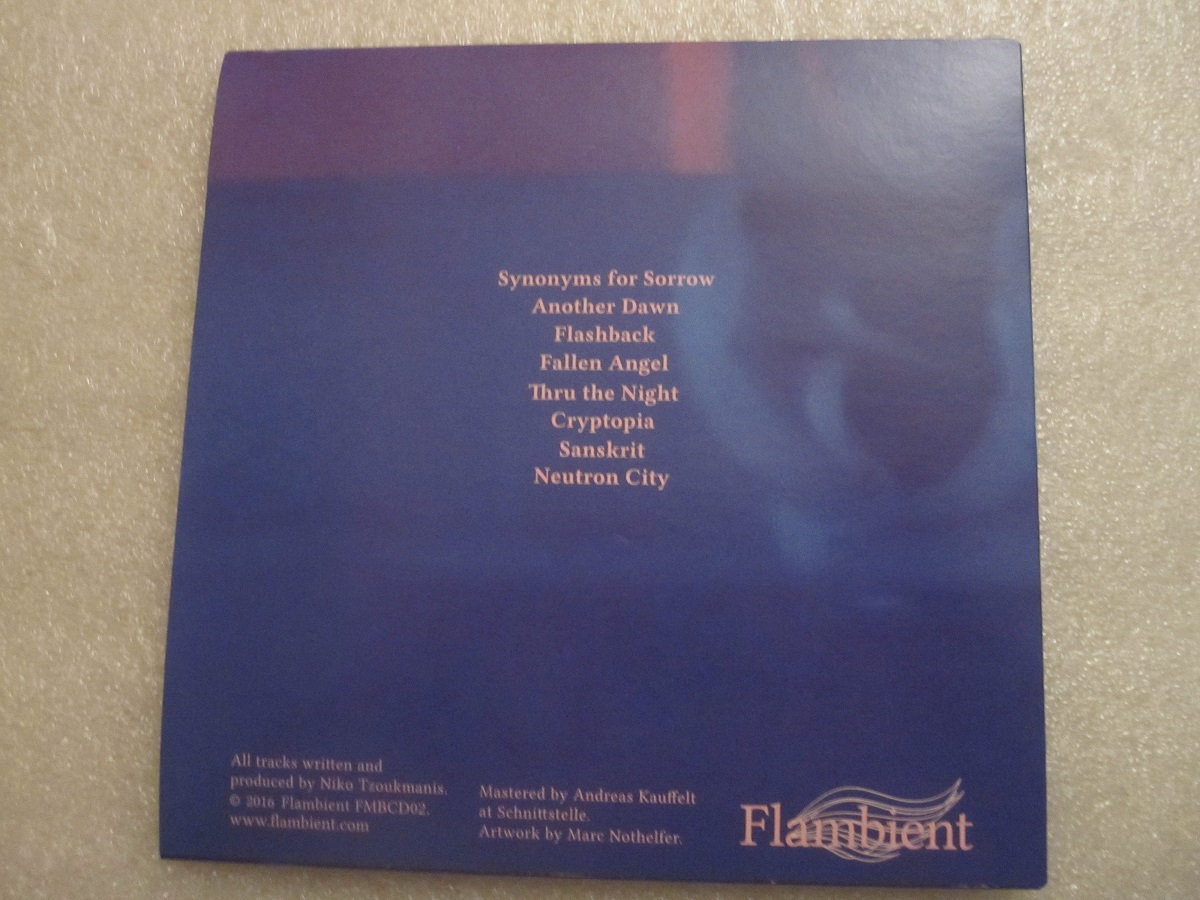 Synonyms for Sorrow
Another Dawn
Flashback
Fallen Angel
Thru the Night
Cryptopia
Sanskrit
Neutron City
All tracks written and
produced by Niko Tzoukmanis.
© 2016 Flambient FMBCD02.
www.flambient.com
Mastered by Andreas Kauffelt
at Schnittstelle.
Artwork by Marc Nothelfer.
Flambient